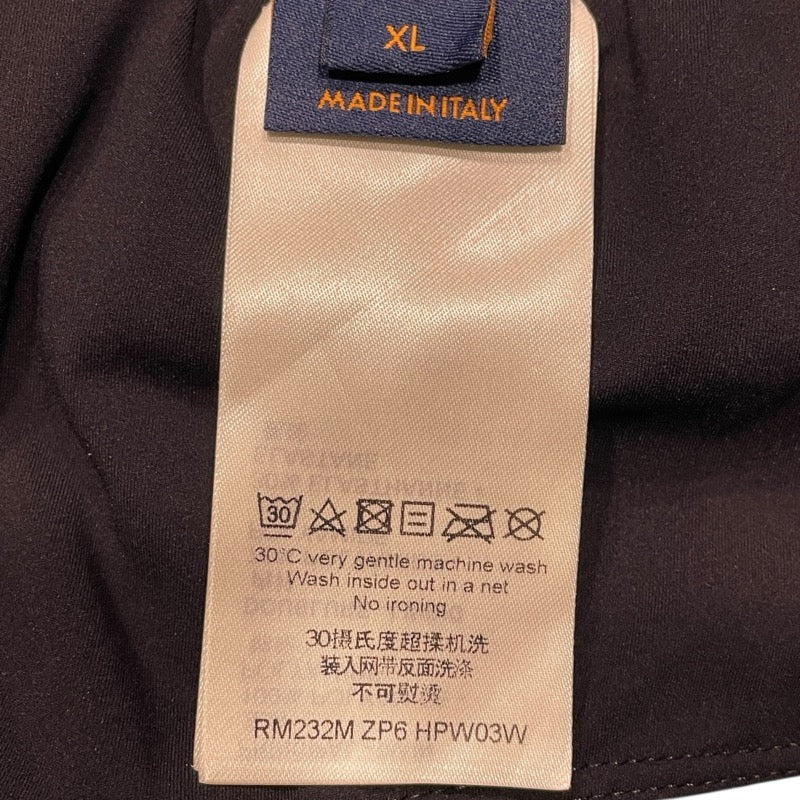 XL
MADE IN ITALY
30
30°C very gentle machine wash
Wash inside out in a net
No ironing
30摄氏度超揉机洗
装入网带反面洗涤
不可熨烫
RM232M ZP6 HPW03W